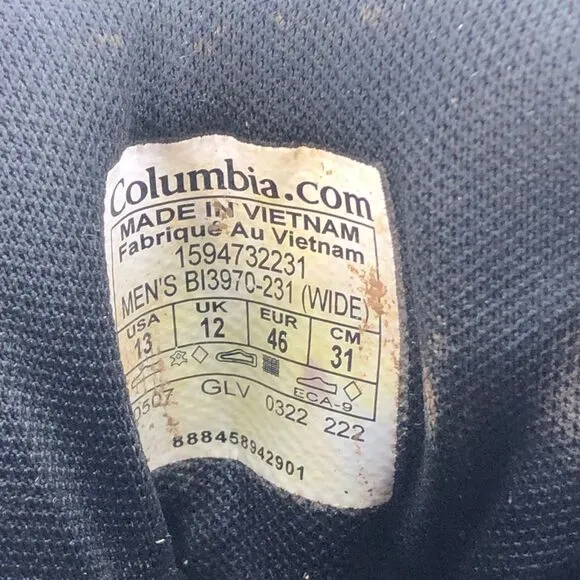 Columbia.com
MADE IN VIETNAM
Fabriqué Au Vietnam
1594732231
MEN'S BI3970-231 (WIDE)
USA UK EUR CM
13 12 46 31
ECA-9
0507 GLV 0322 222
888458942901